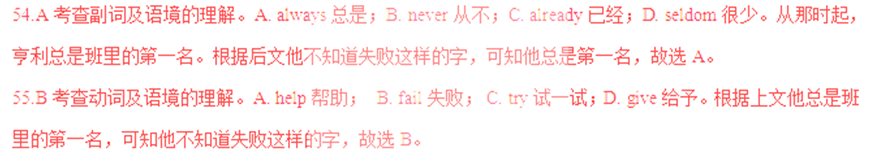 54.A 考查副词及语境的理解。A. always 总是；B. never 从不；C. already 已经；D. seldom 很少。从那时起，
亨利总是班里的第一名。根据后文他不知道失败这样的字，可知他总是第一名，故选 A。
55.B 考查动词及语境的理解。A. help 帮助； B. fail 失败； C. try 试一试；D. give 给予。根据上文他总是班
里的第一名，可知他不知道失败这样的字，故选 B。